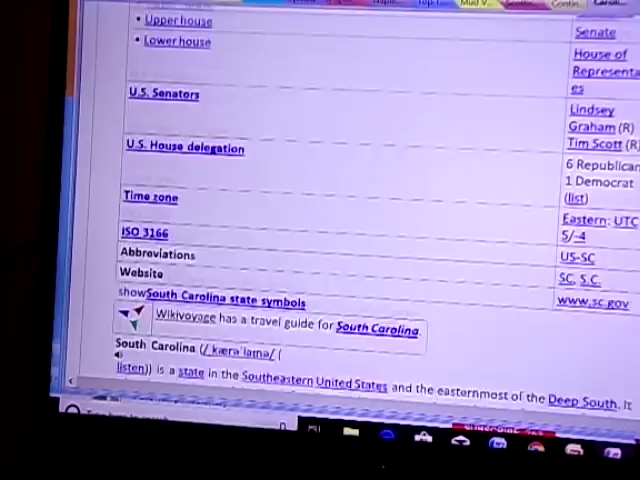 • Upper house Senate
• Lower house House of
Representa
es
U.S. Senators Lindsey
Graham (R)
Tim Scott (R
U.S. House delegation 6 Republican
1 Democrat
(list)
Time zone Eastern: UTC
5/-4
ISO 3166 US-SC
Abbreviations SC, S.C.
Website www.sc.gov
showSouth Carolina state symbols
Wikivoyage has a travel guide for South Carolina.
South Carolina (/ˌkærəˈlaɪnə/ (
listen)) is a state in the Southeastern United States and the easternmost of the Deep South. It